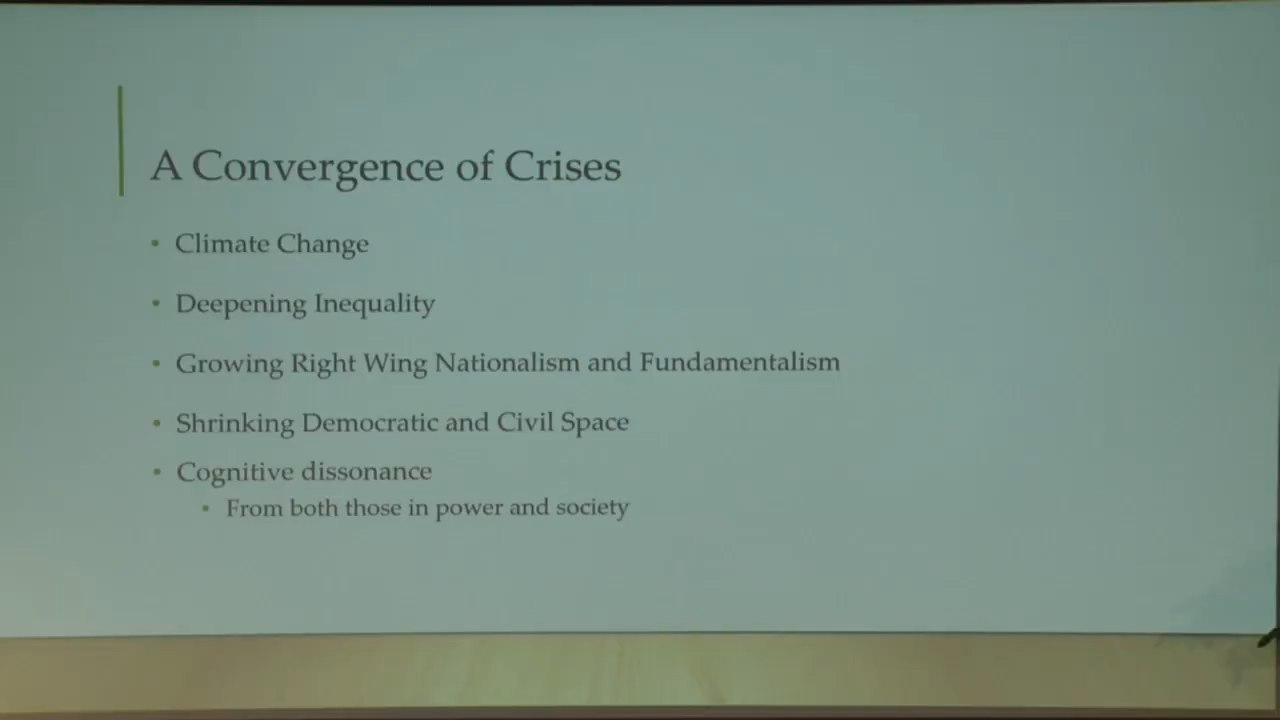 A Convergence of Crises
• Climate Change
• Deepening Inequality
• Growing Right Wing Nationalism and Fundamentalism
• Shrinking Democratic and Civil Space
• Cognitive dissonance
• From both those in power and society